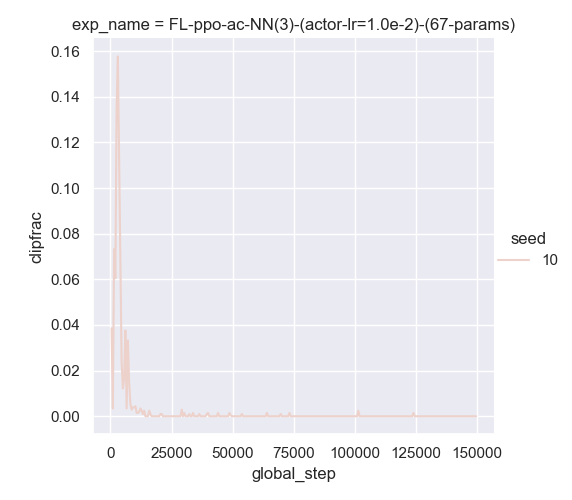 exp_name = FL-ppo-ac-NN(3)-(actor-lr=1.0e-2)-(67-params)
0.16
0.14
0.12
0.10
0.08
0.06
0.04
0.02
0.00
clipfrac
0 25000 50000 75000 100000 125000 150000
global_step
seed
10